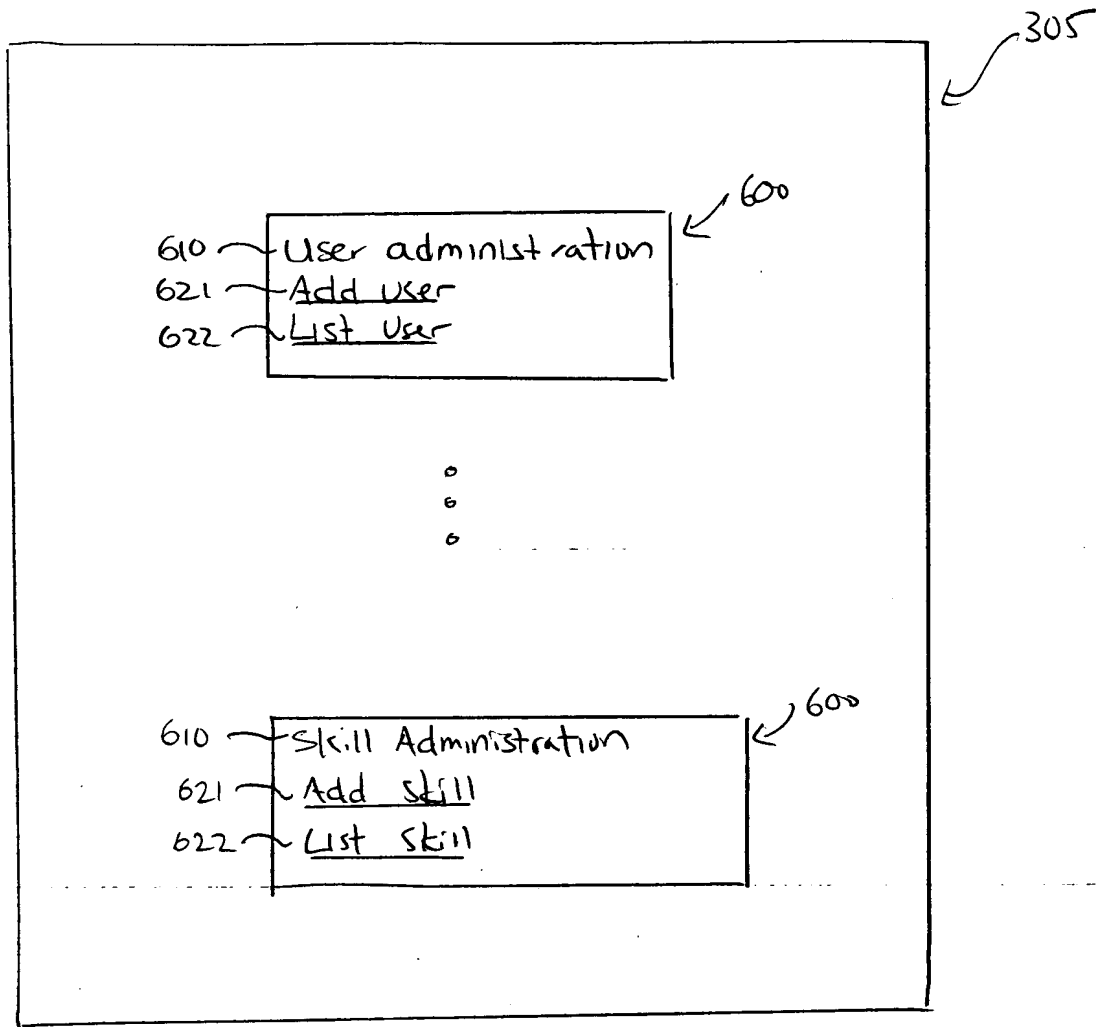 305
600
610 User administration
621 Add user
622 List User
600
610 Skill Administration
621 Add Skill
622 List Skill